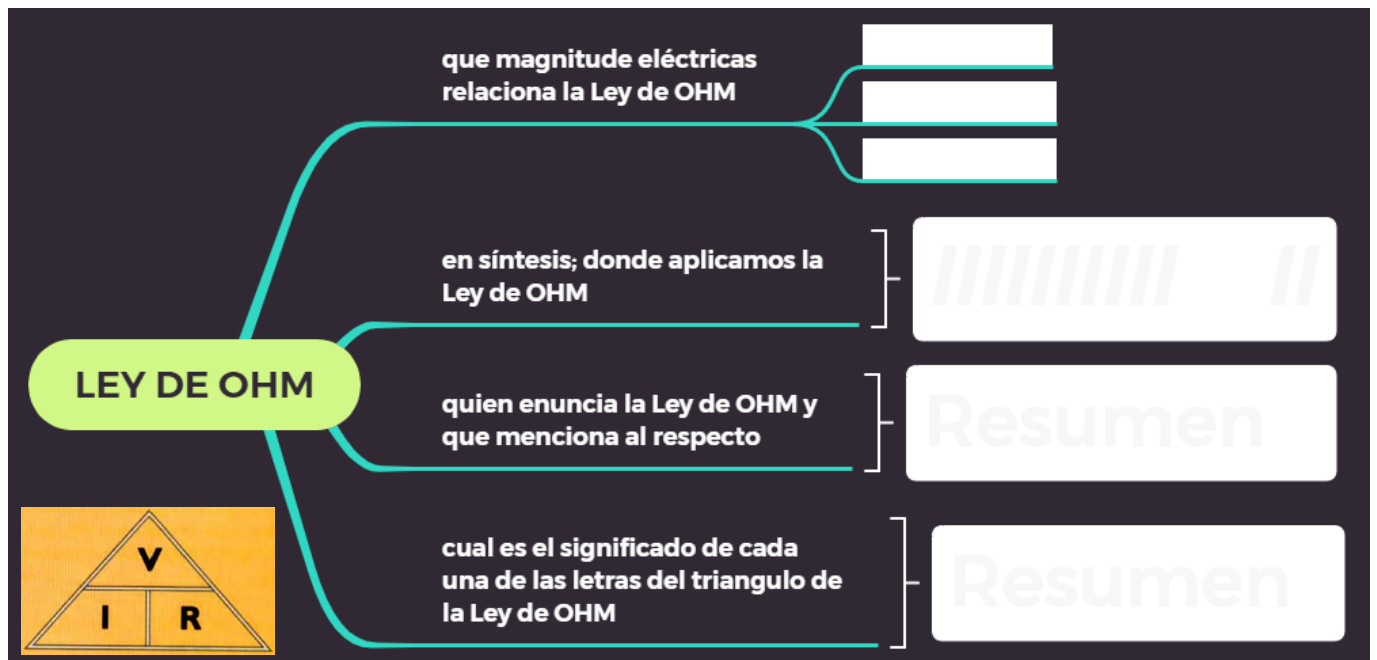 que magnitude eléctricas
relaciona la Ley de OHM
en síntesis; donde aplicamos la
Ley de OHM
//////////   //
LEY DE OHM
quien enuncia la Ley de OHM y
que menciona al respecto
Resumen
cual es el significado de cada
una de las letras del triangulo de
la Ley de OHM
Resumen
V
I R